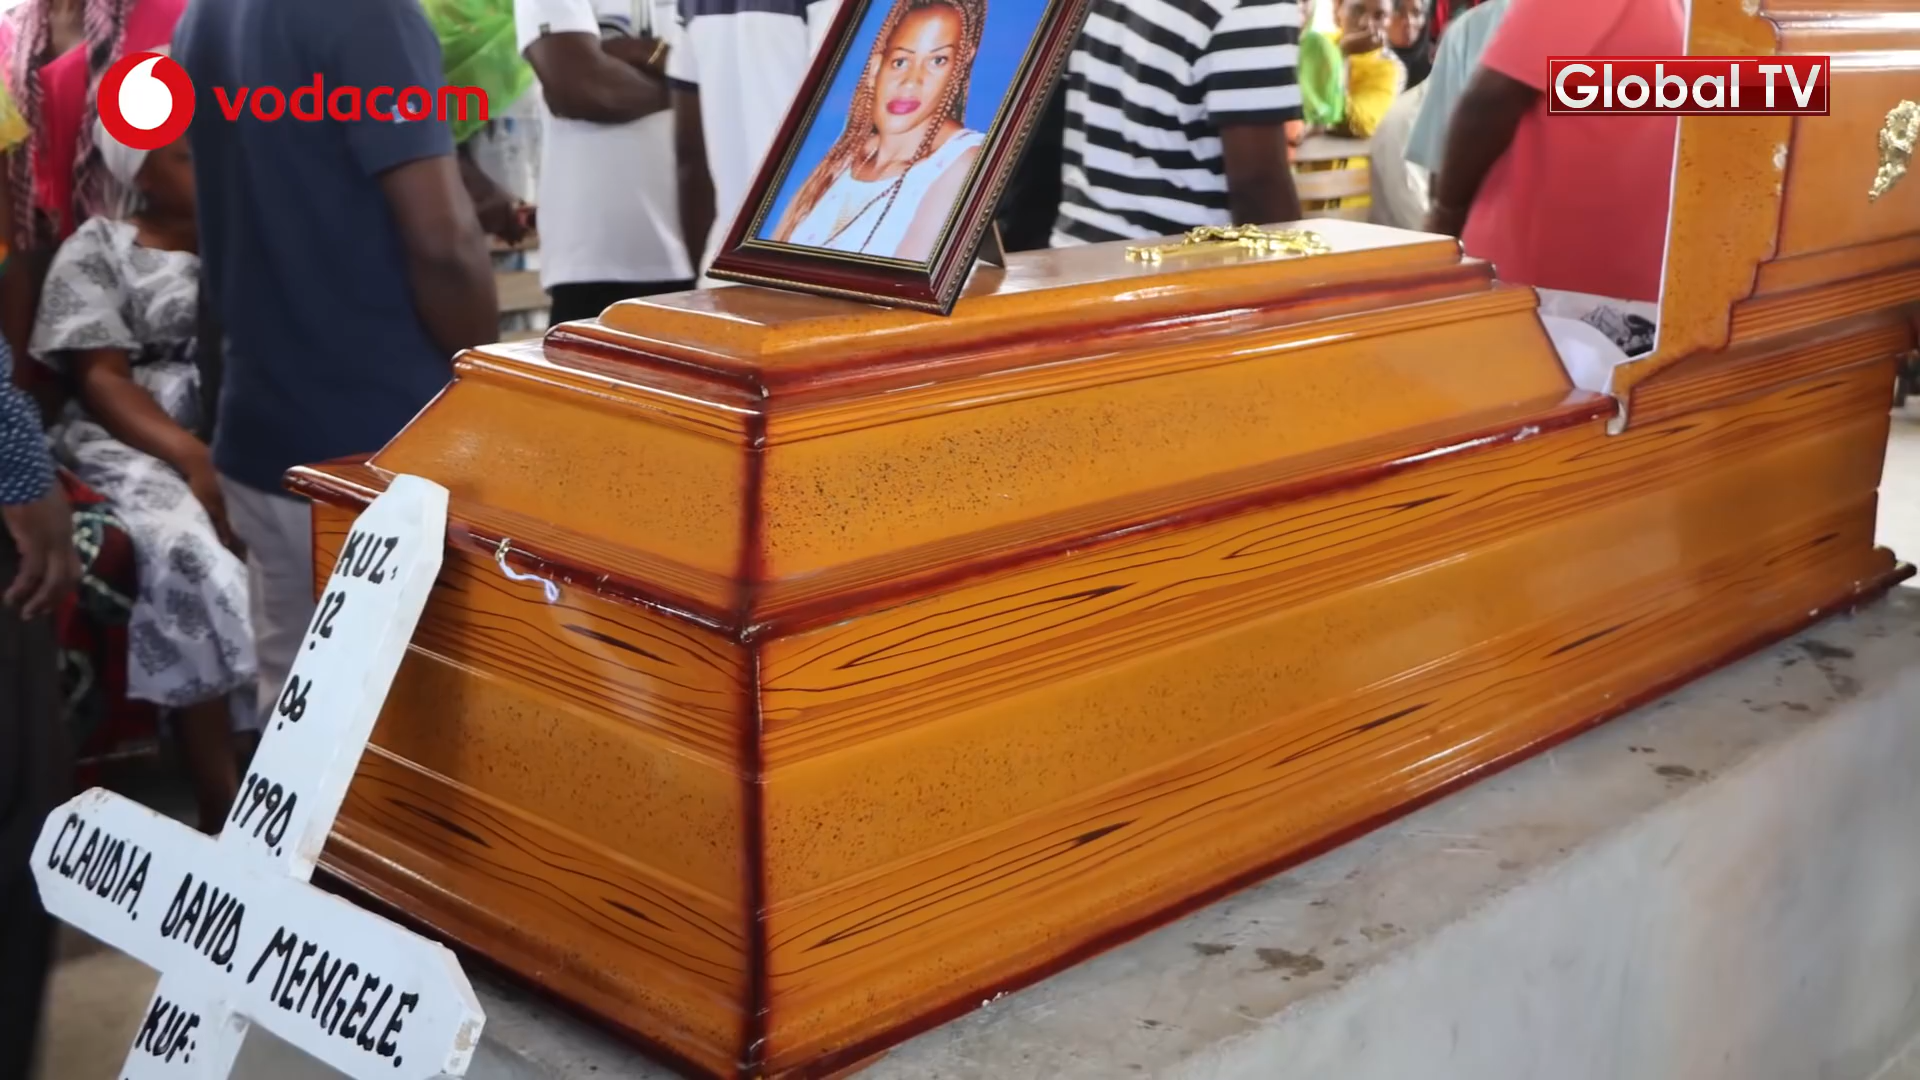 vodacom
Global TV
KUZ.
12
06
1990.
CLAUDIA. DAVID. MENGELE.
KUF: